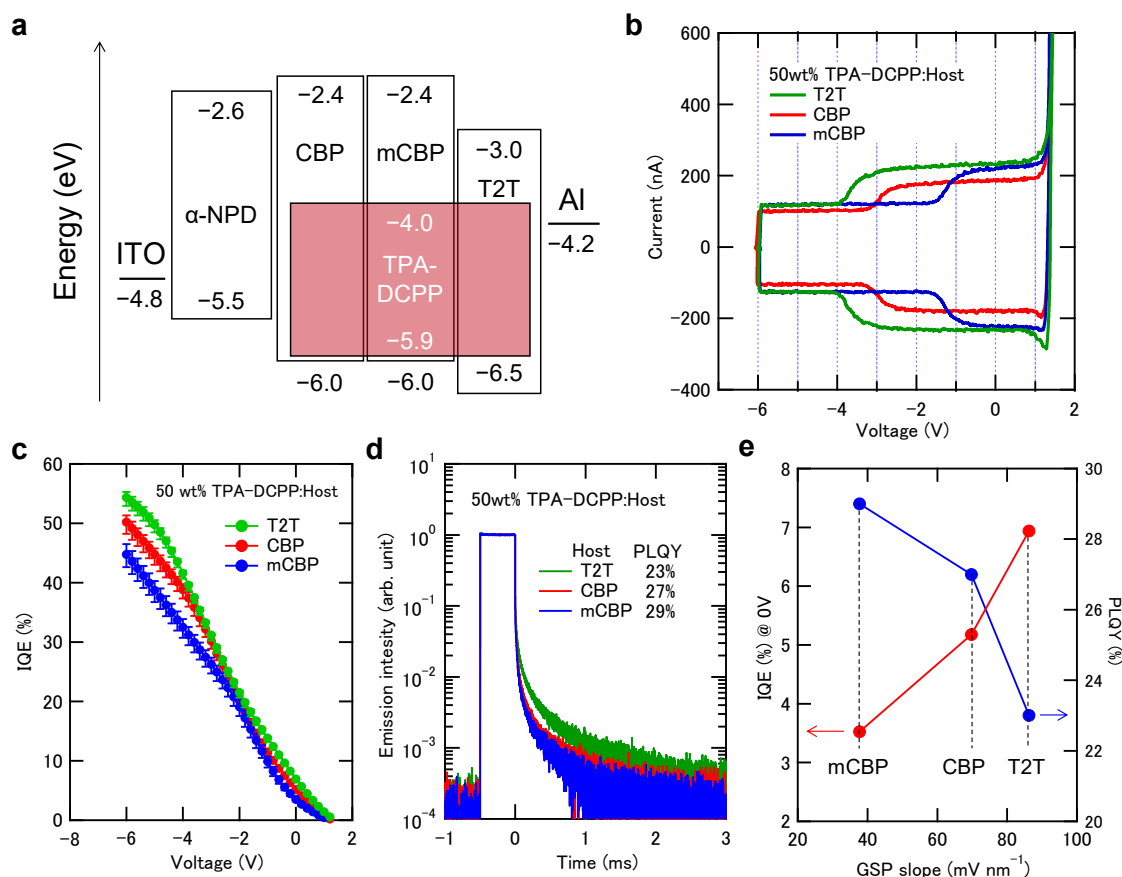 a
Energy (eV)
ITO
−4.8
−2.6
α-NPD
−5.5
−2.4
CBP
−6.0
−2.4
mCBP
−6.0
−3.0
T2T
−6.5
−4.0
TPA-
DCPP
−5.9
Al
−4.2
b
50wt% TPA-DCPP:Host
T2T
CBP
mCBP
600
400
200
0
−200
−400
Current (nA)
−6 −4 −2 0 2
Voltage (V)
c
50 wt% TPA-DCPP:Host
T2T
CBP
mCBP
60
50
40
30
20
10
0
IQE (%)
−8 −6 −4 −2 0 2
Voltage (V)
d
50wt% TPA-DCPP:Host
Host PLQY
T2T 23%
CBP 27%
mCBP 29%
10^1
10^0
10^-1
10^-2
10^-3
10^-4
Emission intesity (arb. unit)
-1 0 1 2 3
Time (ms)
e
8
7
6
5
4
3
2
IQE (%) @ 0V
30
28
26
24
22
20
PLQY (%)
mCBP CBP T2T
20 40 60 80 100
GSP slope (mV nm^−1)